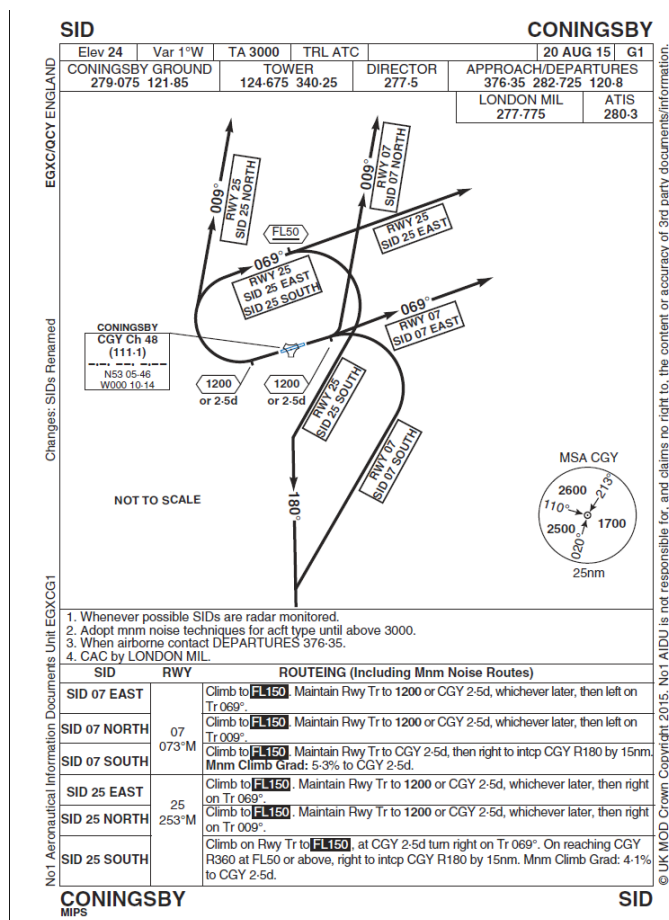 SID CONINGSBY
Elev 24 Var 1°W TA 3000 TRL ATC 20 AUG 15 G1
CONINGSBY GROUND TOWER DIRECTOR APPROACH/DEPARTURES
279·075 121·85 124·675 340·25 277·5 376·35 282·725 120·8
LONDON MIL ATIS
277·775 280·3
EGXC/QCY ENGLAND
Changes: SIDs Renamed
No1 Aeronautical Information Documents Unit EGXCG1
© UK MOD Crown Copyright 2015. No1 AIDU is not responsible for, and claims no right to, the content or accuracy of 3rd party documents/information.
009°
RWY 25
SID 25 NORTH
009°
RWY 07
SID 07 NORTH
RWY 25
SID 25 EAST
FL50
069°
RWY 25
SID 25 EAST
SID 25 SOUTH
069°
RWY 07
SID 07 EAST
CONINGSBY
CGY Ch 48
(111·1)
N53 05-46
W000 10-14
1200
or 2·5d
1200
or 2·5d
RWY 25
SID 25 SOUTH
RWY 07
SID 07 SOUTH
180°
NOT TO SCALE
MSA CGY
2600
213°
110°
1700
2500
020°
25nm
1. Whenever possible SIDs are radar monitored.
2. Adopt mnm noise techniques for acft type until above 3000.
3. When airborne contact DEPARTURES 376·35.
4. CAC by LONDON MIL.
SID RWY ROUTEING (Including Mnm Noise Routes)
SID 07 EAST
Climb to FL150. Maintain Rwy Tr to 1200 or CGY 2·5d, whichever later, then left on
Tr 069°.
SID 07 NORTH
Climb to FL150. Maintain Rwy Tr to 1200 or CGY 2·5d, whichever later, then left on
Tr 009°.
07
073°M
SID 07 SOUTH
Climb to FL150. Maintain Rwy Tr to CGY 2·5d, then right to intcp CGY R180 by 15nm.
Mnm Climb Grad: 5·3% to CGY 2·5d.
SID 25 EAST
Climb to FL150. Maintain Rwy Tr to 1200 or CGY 2·5d, whichever later, then right
on Tr 069°.
25
253°M
SID 25 NORTH
Climb to FL150. Maintain Rwy Tr to 1200 or CGY 2·5d, whichever later, then right
on Tr 009°.
SID 25 SOUTH
Climb on Rwy Tr to FL150, at CGY 2·5d turn right on Tr 069°. On reaching CGY
R360 at FL50 or above, right to intcp CGY R180 by 15nm. Mnm Climb Grad: 4·1%
to CGY 2·5d.
CONINGSBY SID
MIPS